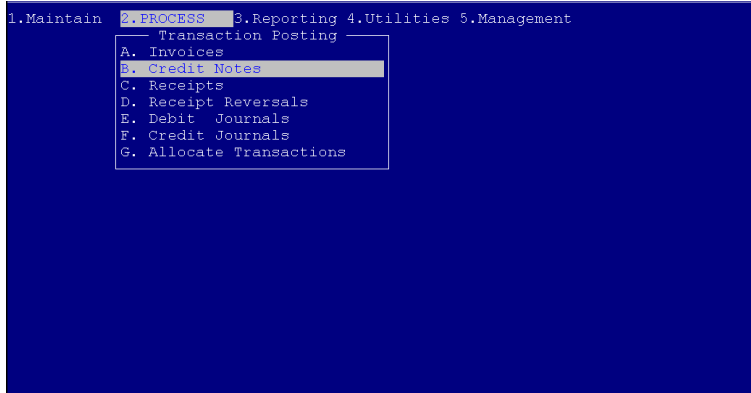 1.Maintain 2.PROCESS 3.Reporting 4.Utilities 5.Management
Transaction Posting
A. Invoices
B. Credit Notes
C. Receipts
D. Receipt Reversals
E. Debit  Journals
F. Credit Journals
G. Allocate Transactions